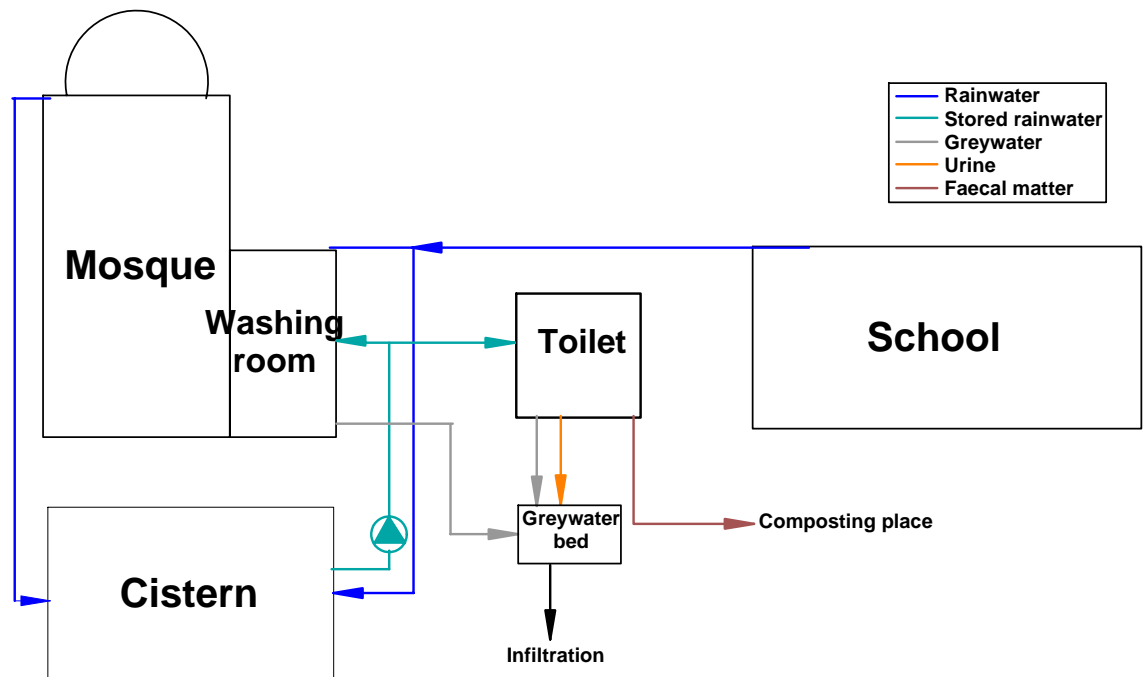 Rainwater
Stored rainwater
Greywater
Urine
Faecal matter
Mosque
Washing
room
Toilet
School
Greywater
bed
Composting place
Cistern
Infiltration